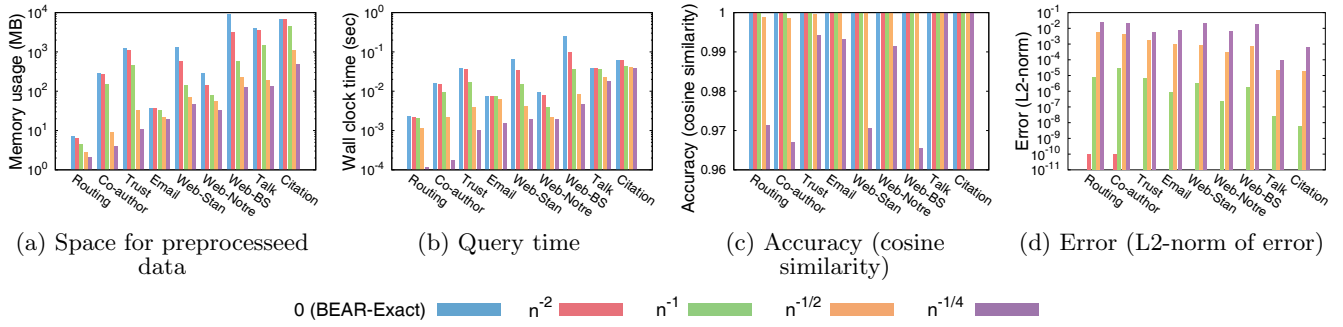 Memory usage (MB)
10^4
10^3
10^2
10^1
10^0
Routing
Co-author
Trust
Email
Web-Stan
Web-Notre
Web-BS
Talk
Citation
(a) Space for preprocesseed
data
Wall clock time (sec)
10^0
10^-1
10^-2
10^-3
10^-4
Routing
Co-author
Trust
Email
Web-Stan
Web-Notre
Web-BS
Talk
Citation
(b) Query time
Accuracy (cosine similarity)
1
0.99
0.98
0.97
0.96
Routing
Co-author
Trust
Email
Web-Stan
Web-Notre
Web-BS
Talk
Citation
(c) Accuracy (cosine
similarity)
Error (L2-norm)
10^-1
10^-2
10^-3
10^-4
10^-5
10^-6
10^-7
10^-8
10^-9
10^-10
10^-11
Routing
Co-author
Trust
Email
Web-Stan
Web-Notre
Web-BS
Talk
Citation
(d) Error (L2-norm of error)
0 (BEAR-Exact) n^-2 n^-1 n^-1/2 n^-1/4